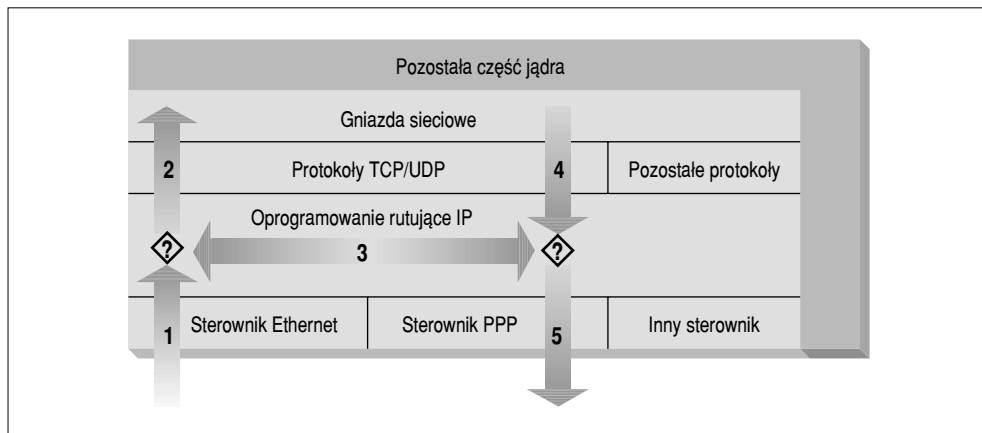 Pozostała część jądra
Gniazda sieciowe
2
Protokoły TCP/UDP
4
Pozostałe protokoły
Oprogramowanie rutujące IP
?
3
?
1
Sterownik Ethernet
Sterownik PPP
5
Inny sterownik